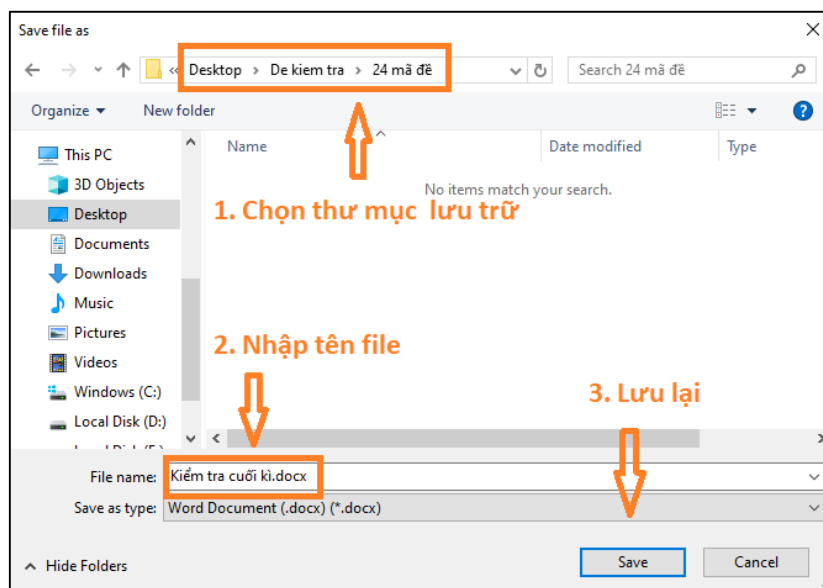 Save file as
« Desktop › De kiem tra › 24 mã đề
Search 24 mã đề
Organize
New folder
?
This PC
3D Objects
Desktop
Documents
Downloads
Music
Pictures
Videos
Windows (C:)
Local Disk (D:)
Name
Date modified
Type
No items match your search.
1. Chọn thư mục lưu trữ
2. Nhập tên file
3. Lưu lại
File name: Kiểm tra cuối kì.docx
Save as type: Word Document (.docx) (*.docx)
Hide Folders
Save
Cancel